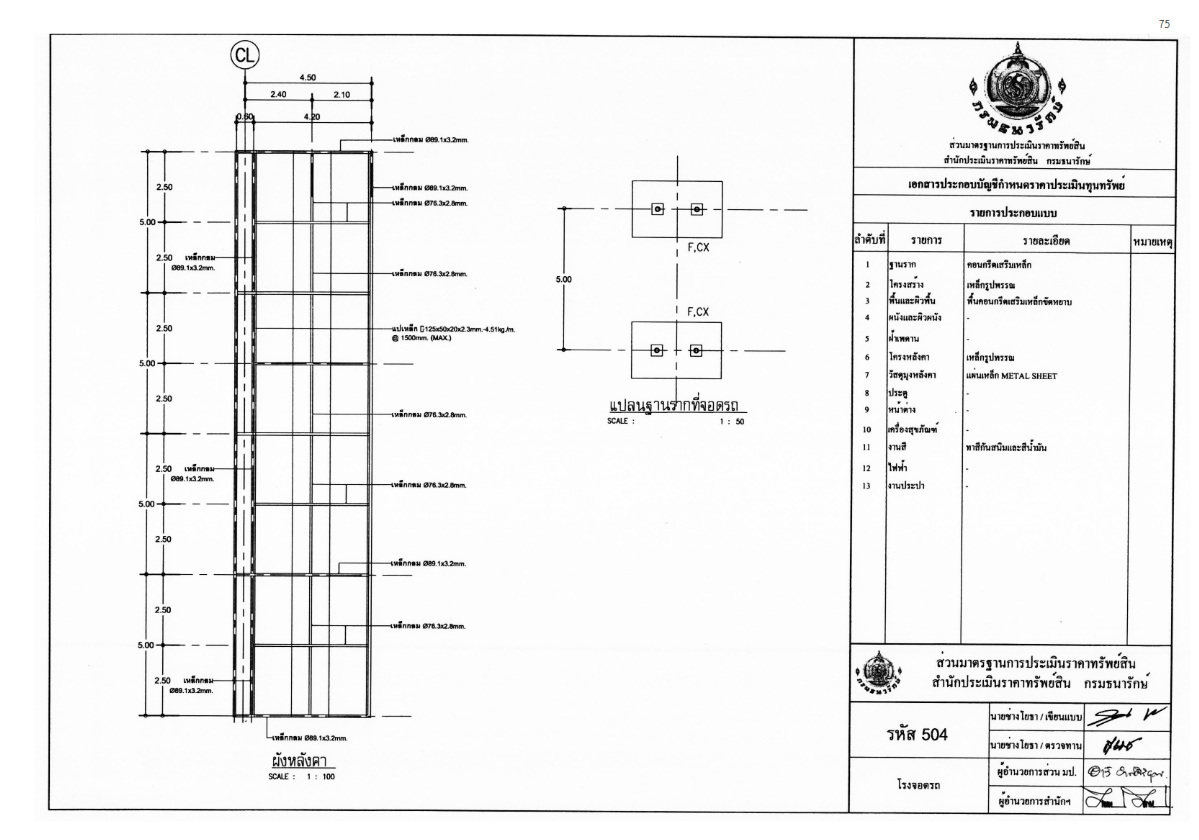 75
CL
4.50
2.40 2.10
0.60 4.20
เหล็กกลม Ø89.1x3.2mm.
2.50
เหล็กกลม Ø89.1x3.2mm.
เหล็กกลม Ø76.3x2.8mm.
5.00
2.50 เหล็กกลม
Ø89.1x3.2mm.
เหล็กกลม Ø76.3x2.8mm.
2.50
แปเหล็ก [-125x50x20x2.3mm.-4.51kg./m.
@ 1500mm. (MAX.)
5.00
2.50
เหล็กกลม Ø76.3x2.8mm.
2.50 เหล็กกลม
Ø89.1x3.2mm.
เหล็กกลม Ø76.3x2.8mm.
5.00
2.50
เหล็กกลม Ø89.1x3.2mm.
2.50
เหล็กกลม Ø76.3x2.8mm.
5.00
2.50 เหล็กกลม
Ø89.1x3.2mm.
เหล็กกลม Ø89.1x3.2mm.
ผังหลังคา
SCALE : 1 : 100
F,CX
5.00
F,CX
แปลนฐานรากที่จอดรถ
SCALE : 1 : 50
กรมธนารักษ์
ส่วนมาตรฐานการประเมินราคาทรัพย์สิน
สำนักประเมินราคาทรัพย์สิน กรมธนารักษ์
เอกสารประกอบบัญชีกำหนดราคาประเมินทุนทรัพย์
รายการประกอบแบบ
ลำดับที่ รายการ รายละเอียด หมายเหตุ
1 ฐานราก คอนกรีตเสริมเหล็ก
2 โครงสร้าง เหล็กรูปพรรณ
3 พื้นและผิวพื้น พื้นคอนกรีตเสริมเหล็กขัดหยาบ
4 ผนังและผิวผนัง -
5 ฝ้าเพดาน -
6 โครงหลังคา เหล็กรูปพรรณ
7 วัสดุมุงหลังคา แผ่นเหล็ก METAL SHEET
8 ประตู -
9 หน้าต่าง -
10 เครื่องสุขภัณฑ์ -
11 งานสี ทาสีกันสนิมและสีน้ำมัน
12 ไฟฟ้า -
13 งานประปา -
กรมธนารักษ์
ส่วนมาตรฐานการประเมินราคาทรัพย์สิน
สำนักประเมินราคาทรัพย์สิน กรมธนารักษ์
รหัส 504
นายช่างโยธา / เขียนแบบ
นายช่างโยธา / ตรวจทาน
โรงจอดรถ
ผู้อำนวยการส่วน มป.
ผู้อำนวยการสำนักฯ